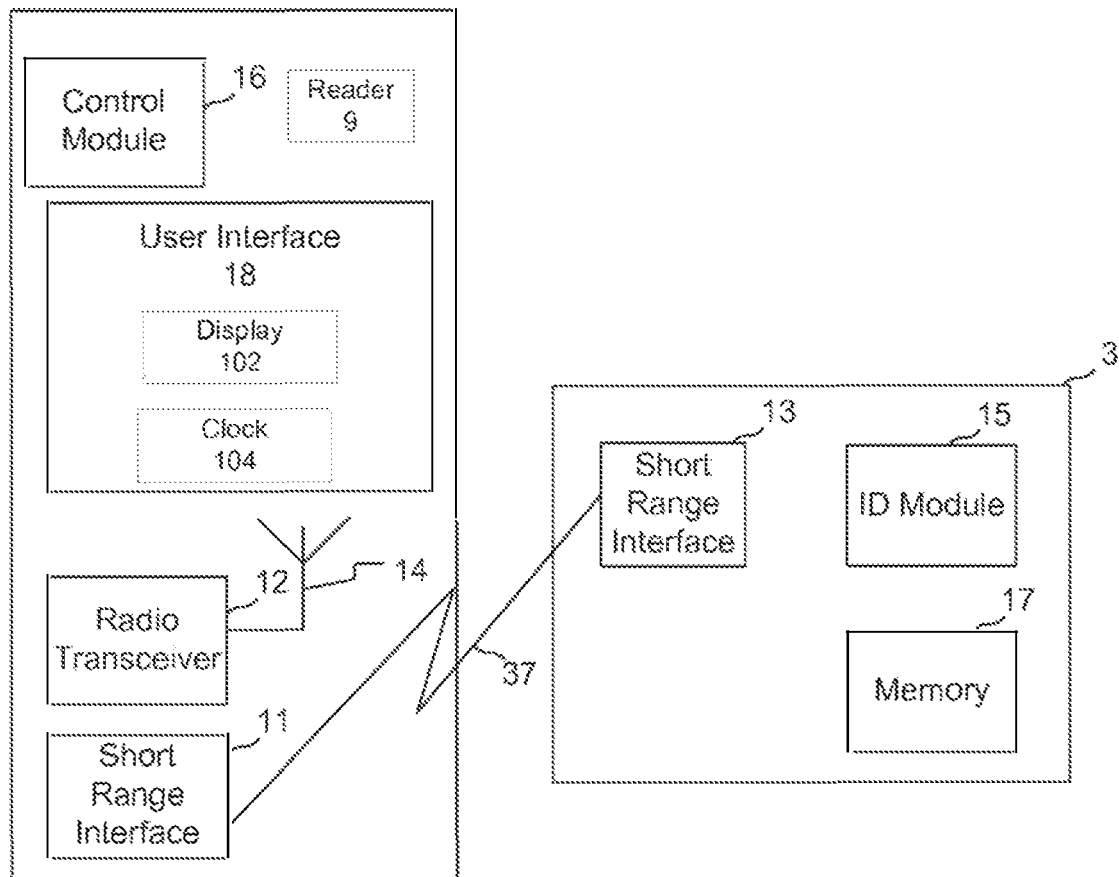 Control
Module
16
Reader
9
User Interface
18
Display
102
Clock
104
14
12
Radio
Transceiver
11
Short
Range
Interface
37
3
13
Short
Range
Interface
15
ID Module
17
Memory